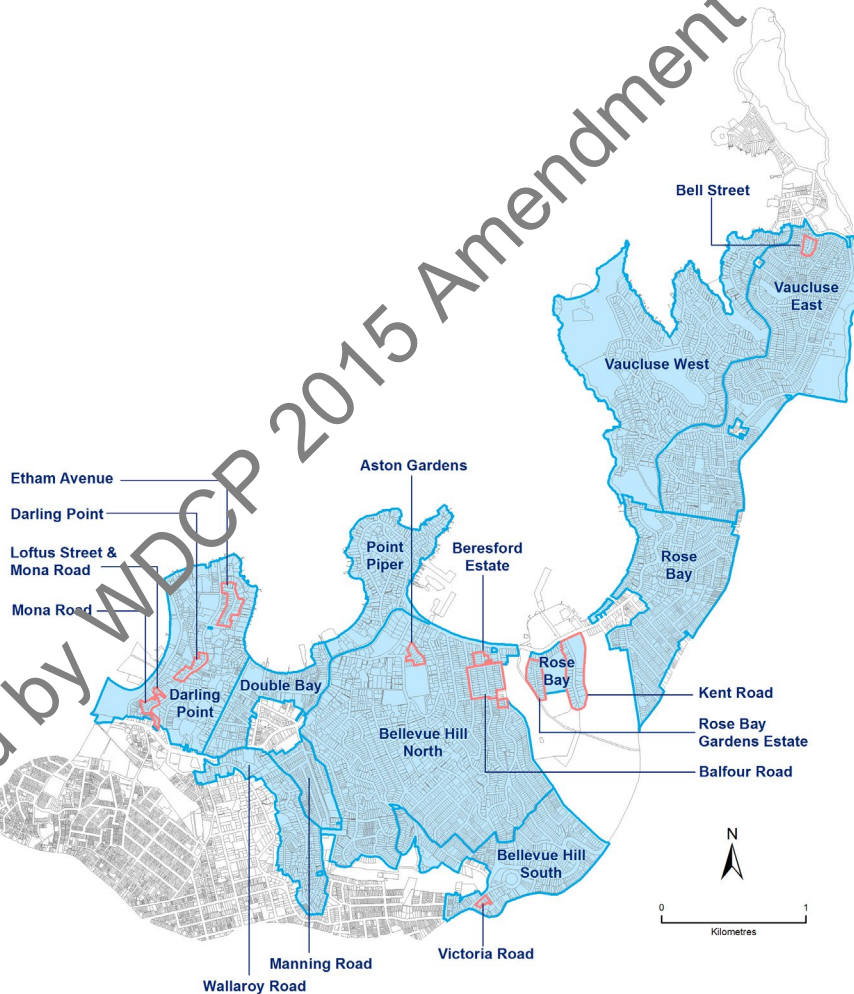 Bell Street
Vaucluse
East
Vaucluse West
Aston Gardens
Etham Avenue
Darling Point
Loftus Street &
Mona Road
Mona Road
Point
Piper
Beresford
Estate
Rose
Bay
Rose
Bay
Darling
Point
Double Bay
Kent Road
Rose Bay
Gardens Estate
Bellevue Hill
North
Balfour Road
N
Bellevue Hill
South
0 1
Kilometres
Victoria Road
Manning Road
Wallaroy Road
by WDCP 2015 Amendment